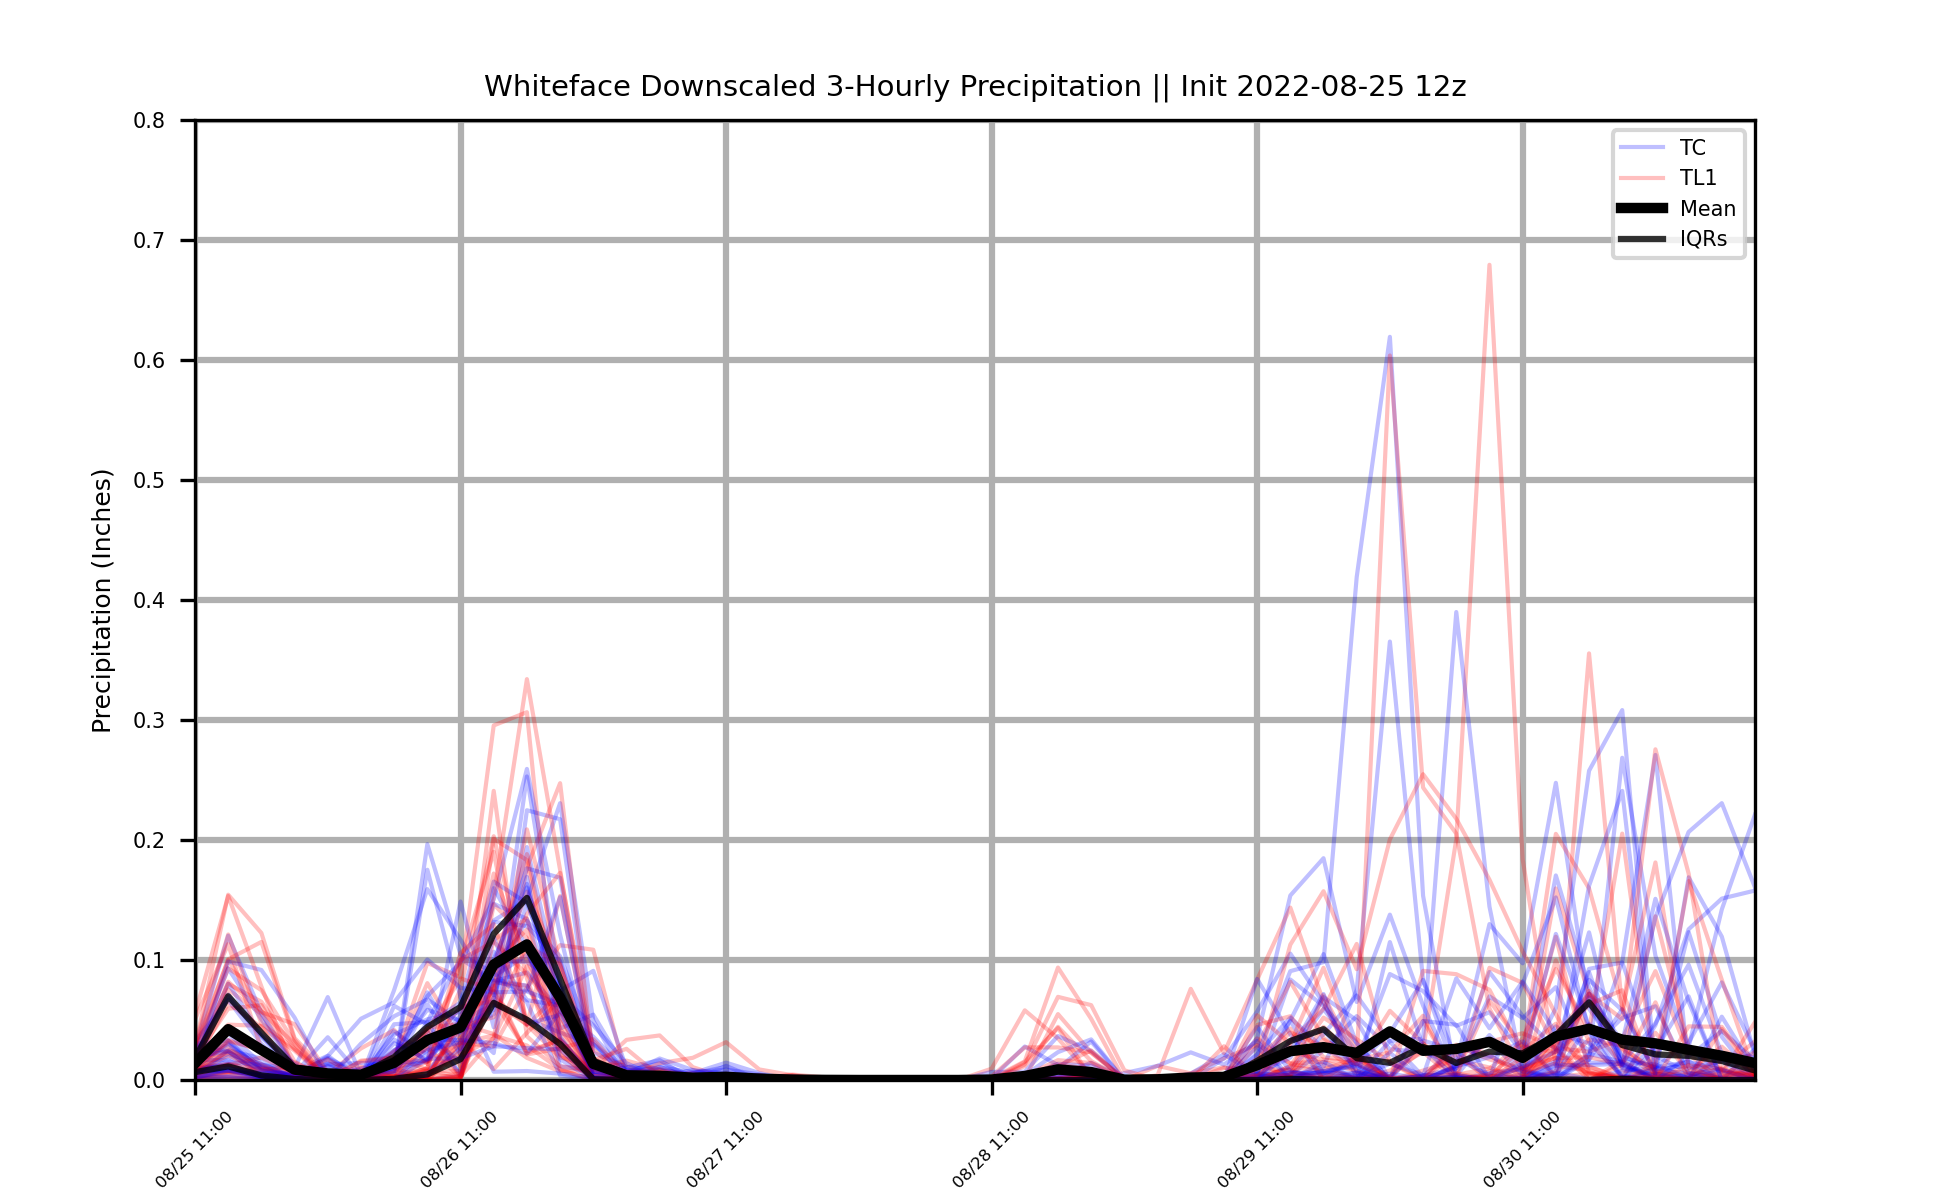 Whiteface Downscaled 3-Hourly Precipitation || Init 2022-08-25 12z
0.8
0.7
0.6
0.5
0.4
0.3
0.2
0.1
0.0
Precipitation (Inches)
TC
TL1
Mean
IQRs
08/25 11:00
08/26 11:00
08/27 11:00
08/28 11:00
08/29 11:00
08/30 11:00